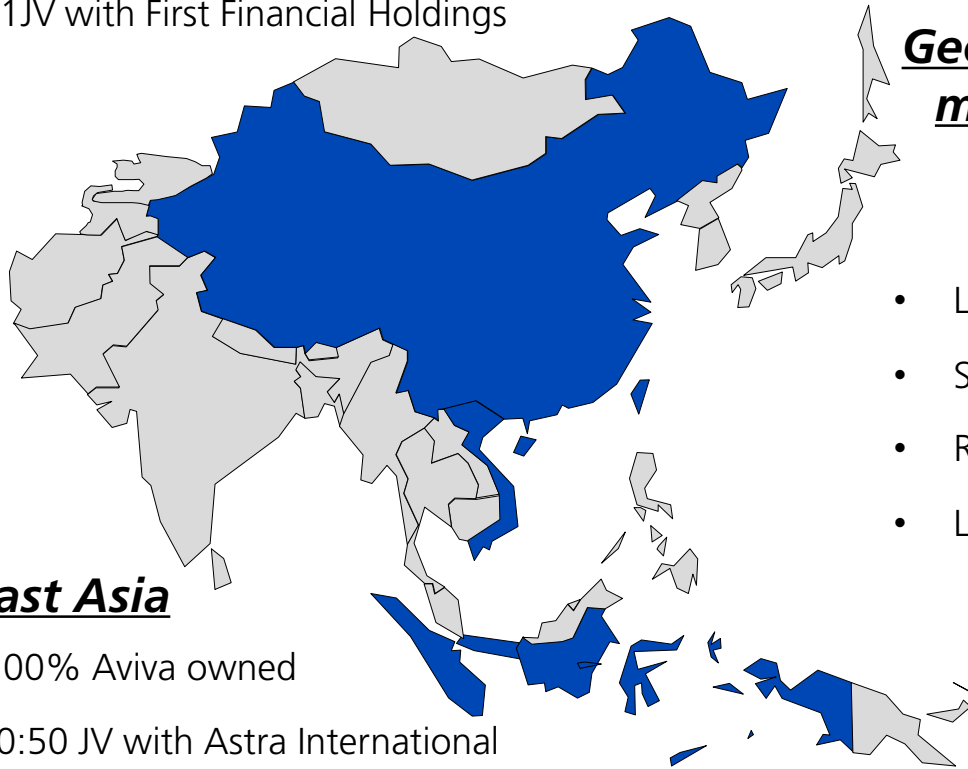 1JV with First Financial Holdings
Ge
m
• L
• S
• R
• L
ast Asia
00% Aviva owned
0:50 JV with Astra International